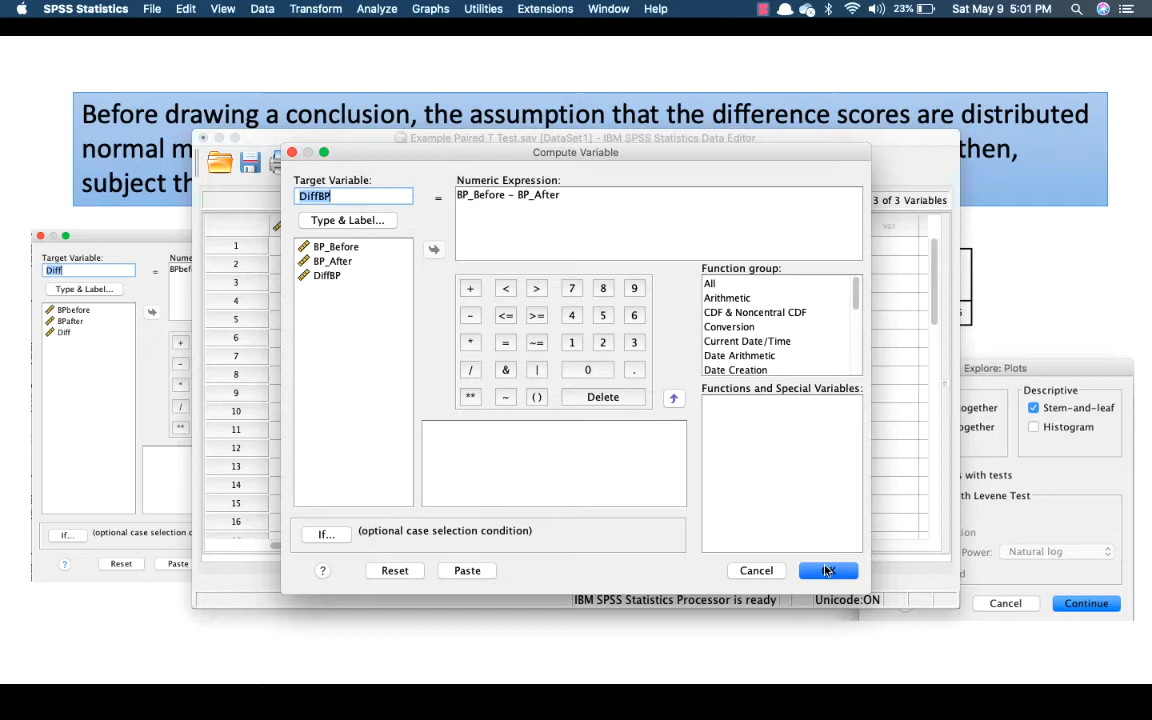 SPSS Statistics File Edit View Data Transform Analyze Graphs Utilities Extensions Window Help 23% Sat May 9 5:01 PM
Before drawing a conclusion, the assumption that the difference scores are distributed
normal then,
subject
Example Paired T Test.sav [DataSet1] - IBM SPSS Statistics Data Editor
3 of 3 Variables
var
1
2
3
4
5
6
7
8
9
10
11
12
13
14
15
16
IBM SPSS Statistics Processor is ready Unicode:ON
Compute Variable
Target Variable: Numeric Expression:
DiffBP = BP_Before - BP_After
Type & Label...
BP_Before
BP_After
DiffBP
+ < > 7 8 9
- <= >= 4 5 6
* = ~= 1 2 3
/ & | 0 .
** ~ () Delete
Function group:
All
Arithmetic
CDF & Noncentral CDF
Conversion
Current Date/Time
Date Arithmetic
Date Creation
Functions and Special Variables:
If... (optional case selection condition)
? Reset Paste Cancel
Target Variable:
Diff =
Type & Label...
BPbefore
BPafter
Diff
+
-
*
/
**
If... (optional case selection
? Reset Paste
Explore: Plots
Descriptive
Stem-and-leaf
Histogram
with tests
Levene Test
Power: Natural log
Cancel Continue